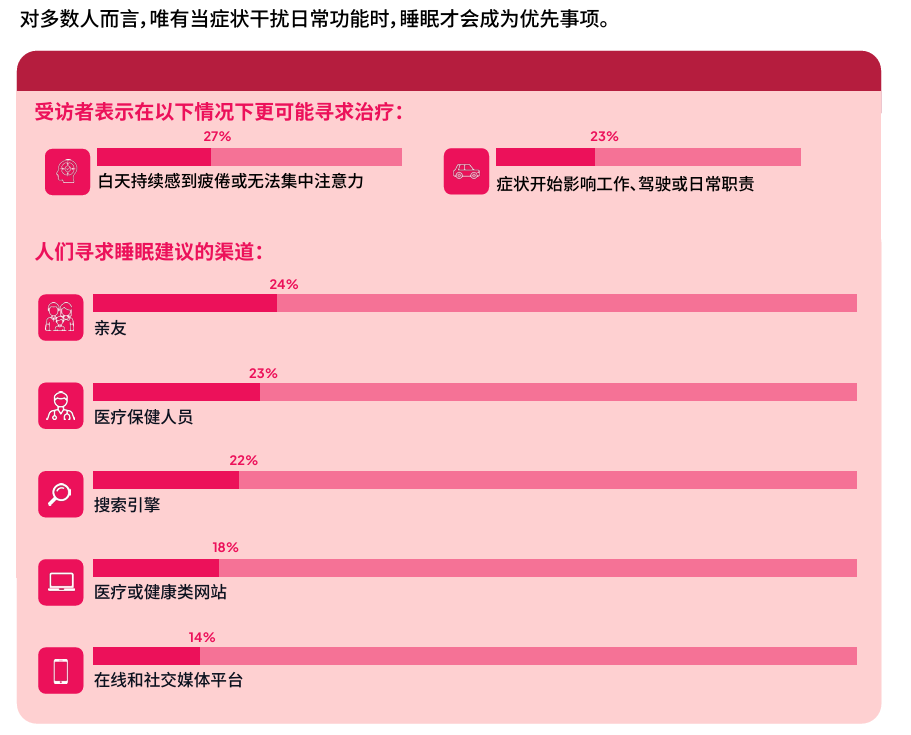 对多数人而言，唯有当症状干扰日常功能时，睡眠才会成为优先事项。
受访者表示在以下情况下更可能寻求治疗：
27%
白天持续感到疲倦或无法集中注意力
23%
症状开始影响工作、驾驶或日常职责
人们寻求睡眠建议的渠道：
24%
亲友
23%
医疗保健人员
22%
搜索引擎
18%
医疗或健康类网站
14%
在线和社交媒体平台